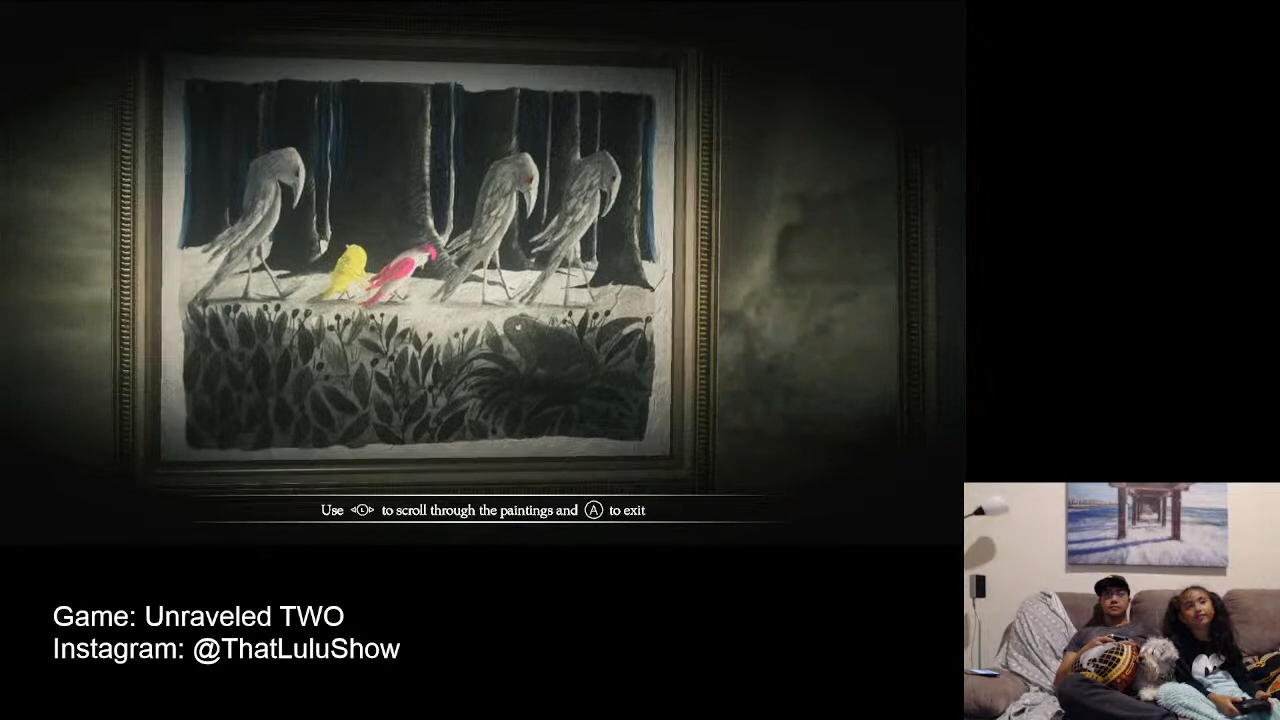 Use L to scroll through the paintings and A to exit
Game: Unraveled TWO
Instagram: @ThatLuluShow